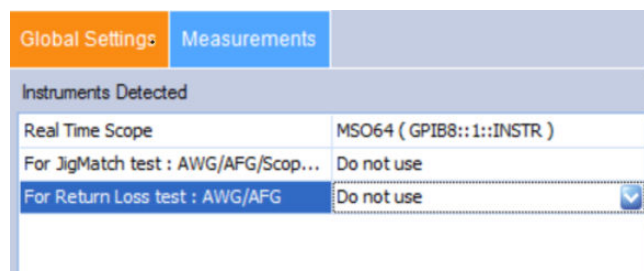 Global Settings Measurements
Instruments Detected
Real Time Scope MSO64 ( GPIB8::1::INSTR )
For JigMatch test : AWG/AFG/Scop... Do not use
For Return Loss test : AWG/AFG Do not use